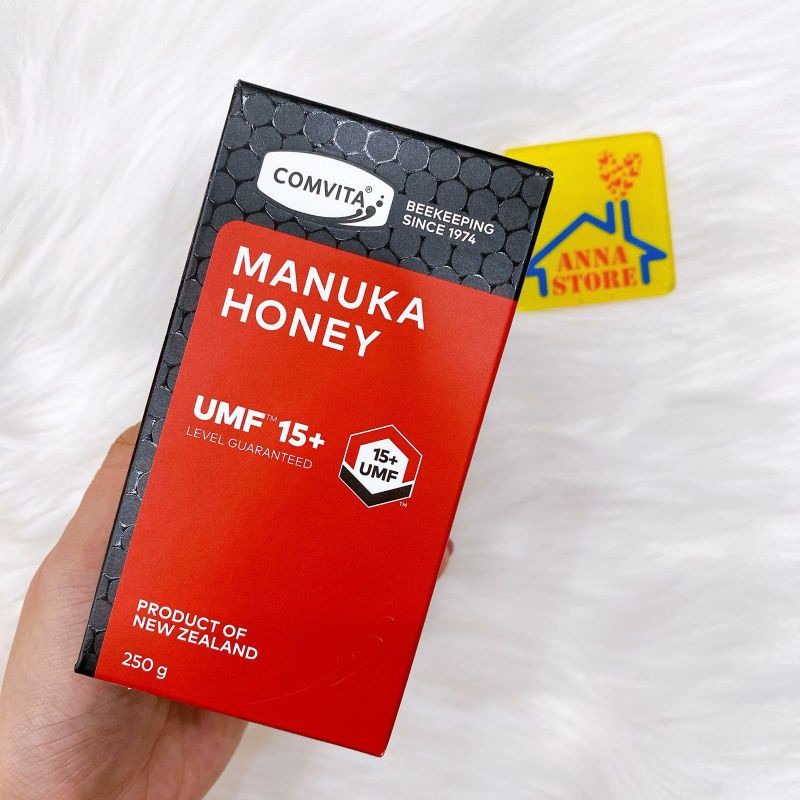 COMVITA®
BEEKEEPING
SINCE 1974
MANUKA
HONEY
UMF™ 15+
LEVEL GUARANTEED
15+
UMF
™
PRODUCT OF
NEW ZEALAND
250 g
ANNA
STORE